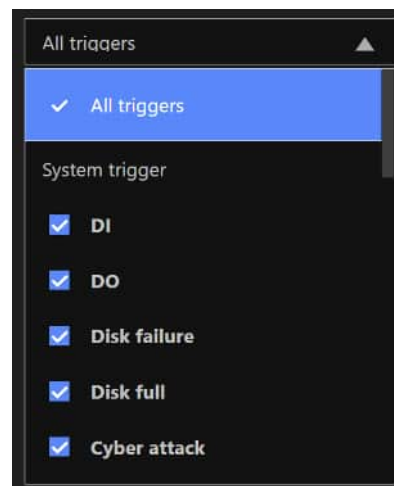 All triggers
All triggers
System trigger
DI
DO
Disk failure
Disk full
Cyber attack